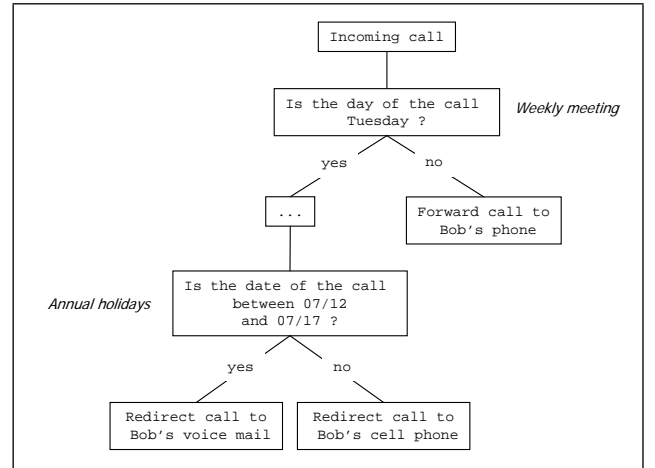 Incoming call
Is the day of the call
Tuesday ?
Weekly meeting
yes
no
...
Forward call to
Bob's phone
Annual holidays
Is the date of the call
between 07/12
and 07/17 ?
yes
no
Redirect call to
Bob's voice mail
Redirect call to
Bob's cell phone